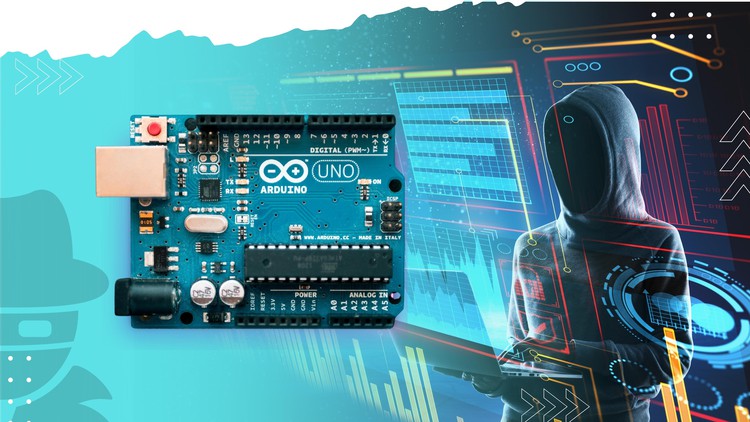 RESET
AREF
GND
13
12
11
10
9
8
7
6
5
4
3
2
TX→1
RX←0
DIGITAL (PWM~)
TX
RX
UNO
ON
ARDUINO
ICSP
WWW.ARDUINO.CC - MADE IN ITALY
IOREF
RESET
3.3V
5V
GND
GND
Vin
POWER
ANALOG IN
A0
A1
A2
A3
A4
A5